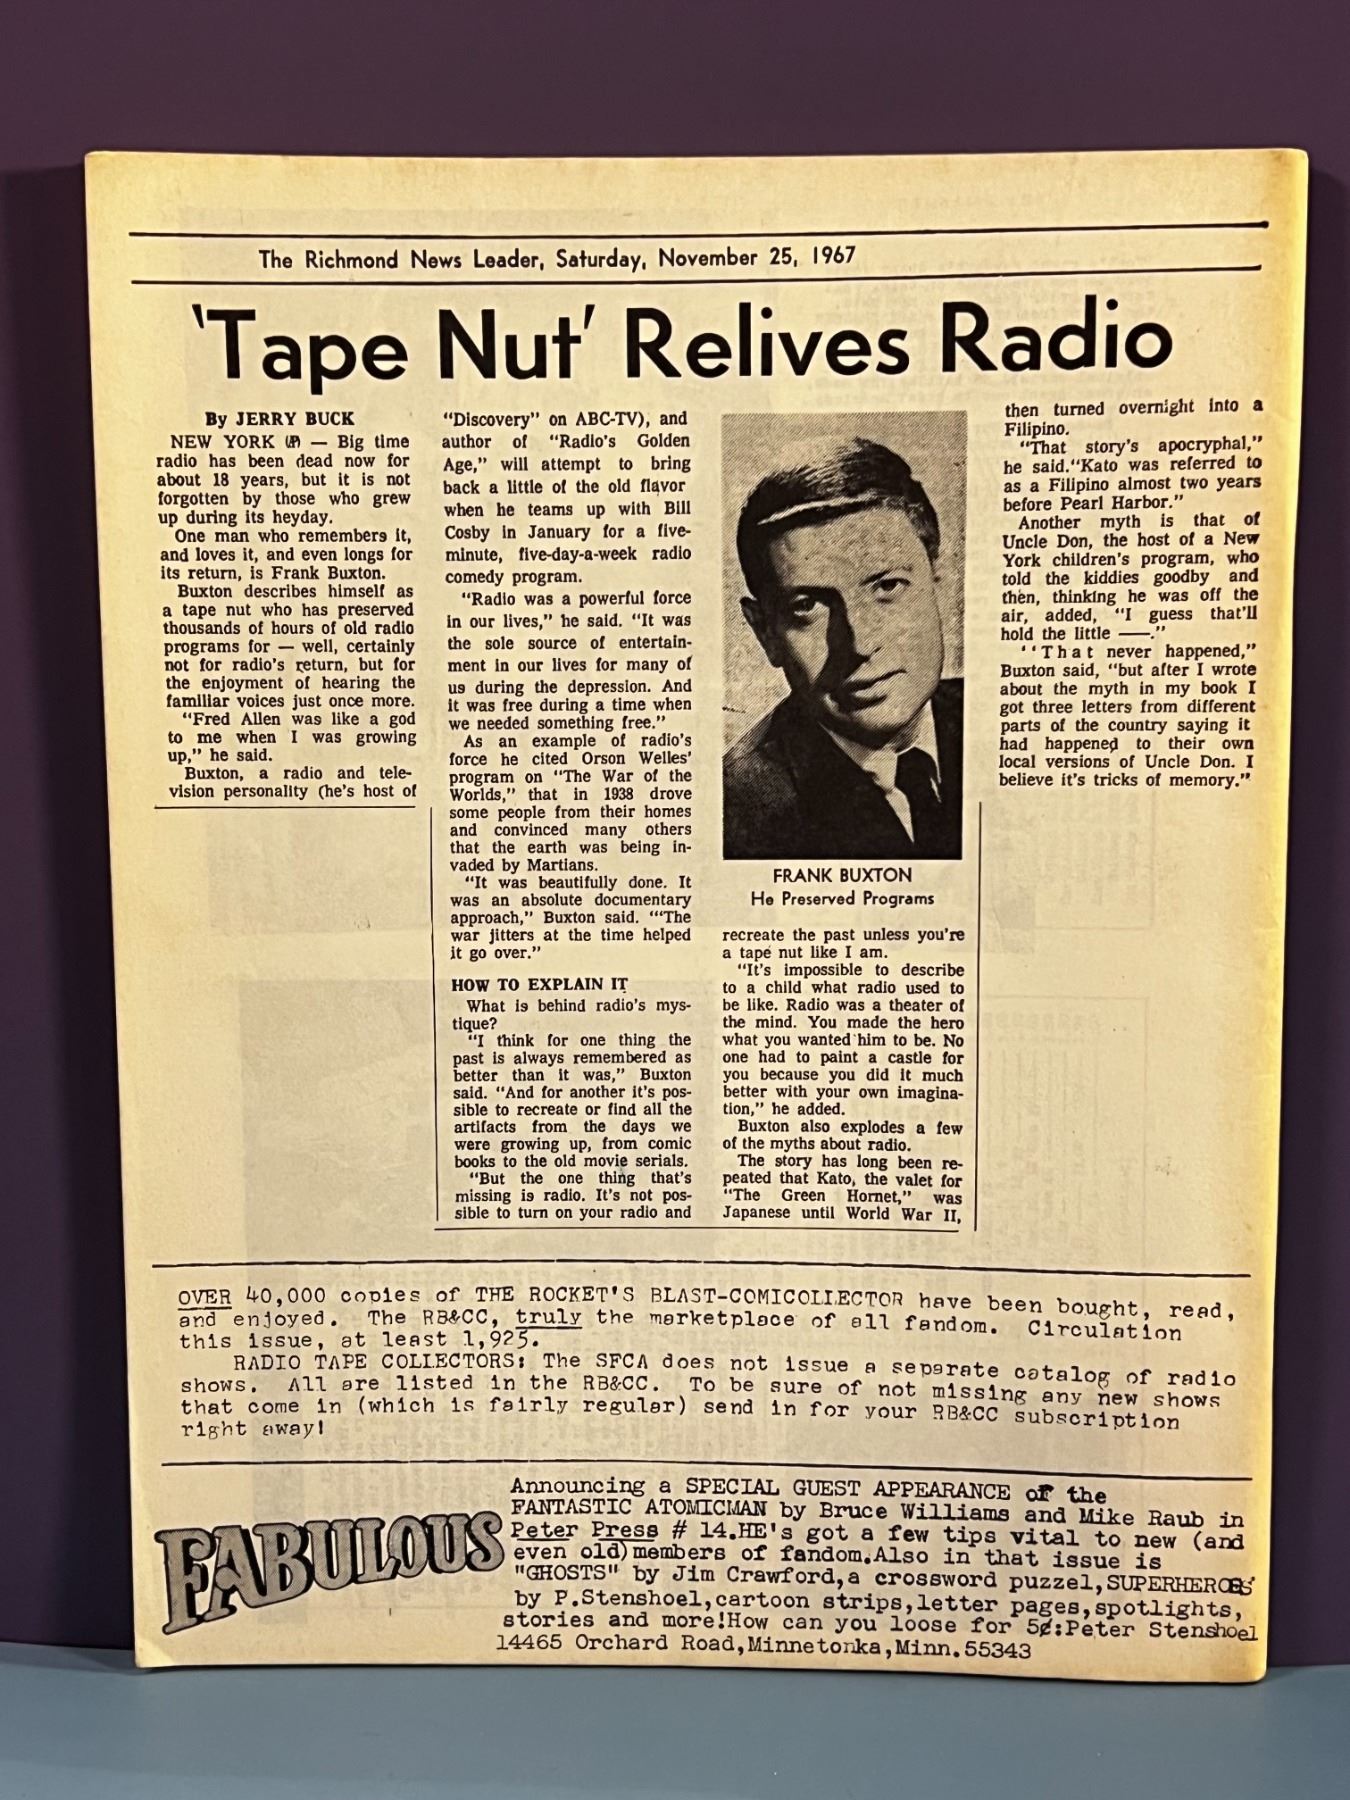 The Richmond News Leader, Saturday, November 25, 1967
'Tape Nut' Relives Radio
By JERRY BUCK
NEW YORK (AP) — Big time
radio has been dead now for
about 18 years, but it is not
forgotten by those who grew
up during its heyday.
One man who remembers it,
and loves it, and even longs for
its return, is Frank Buxton.
Buxton describes himself as
a tape nut who has preserved
thousands of hours of old radio
programs for — well, certainly
not for radio's return, but for
the enjoyment of hearing the
familiar voices just once more.
"Fred Allen was like a god
to me when I was growing
up," he said.
Buxton, a radio and tele-
vision personality (he's host of
"Discovery" on ABC-TV), and
author of "Radio's Golden
Age," will attempt to bring
back a little of the old flavor
when he teams up with Bill
Cosby in January for a five-
minute, five-day-a-week radio
comedy program.
"Radio was a powerful force
in our lives," he said. "It was
the sole source of entertain-
ment in our lives for many of
us during the depression. And
it was free during a time when
we needed something free."
As an example of radio's
force he cited Orson Welles'
program on "The War of the
Worlds," that in 1938 drove
some people from their homes
and convinced many others
that the earth was being in-
vaded by Martians.
"It was beautifully done. It
was an absolute documentary
approach," Buxton said. "'The
war jitters at the time helped
it go over."
HOW TO EXPLAIN IT
What is behind radio's mys-
tique?
"I think for one thing the
past is always remembered as
better than it was," Buxton
said. "And for another it's pos-
sible to recreate or find all the
artifacts from the days we
were growing up, from comic
books to the old movie serials.
"But the one thing that's
missing is radio. It's not pos-
sible to turn on your radio and
FRANK BUXTON
He Preserved Programs
recreate the past unless you're
a tape nut like I am.
"It's impossible to describe
to a child what radio used to
be like. Radio was a theater of
the mind. You made the hero
what you wanted him to be. No
one had to paint a castle for
you because you did it much
better with your own imagina-
tion," he added.
Buxton also explodes a few
of the myths about radio.
The story has long been re-
peated that Kato, the valet for
"The Green Hornet," was
Japanese until World War II,
then turned overnight into a
Filipino.
"That story's apocryphal,"
he said."Kato was referred to
as a Filipino almost two years
before Pearl Harbor."
Another myth is that of
Uncle Don, the host of a New
York children's program, who
told the kiddies goodby and
then, thinking he was off the
air, added, "I guess that'll
hold the little ——."
''That never happened,"
Buxton said, "but after I wrote
about the myth in my book I
got three letters from different
parts of the country saying it
had happened to their own
local versions of Uncle Don. I
believe it's tricks of memory."
OVER 40,000 copies of THE ROCKET'S BLAST-COMICOLLECTOR have been bought, read,
and enjoyed. The RB&CC, truly the marketplace of all fandom. Circulation
this issue, at least 1,925.
RADIO TAPE COLLECTORS: The SFCA does not issue a separate catalog of radio
shows. All are listed in the RB&CC. To be sure of not missing any new shows
that come in (which is fairly regular) send in for your RB&CC subscription
right away!
FABULOUS
Announcing a SPECIAL GUEST APPEARANCE of the
FANTASTIC ATOMICMAN by Bruce Williams and Mike Raub in
Peter Press # 14.HE's got a few tips vital to new (and
even old)members of fandom.Also in that issue is
"GHOSTS" by Jim Crawford,a crossword puzzel,SUPERHEROES
by P.Stenshoel,cartoon strips,letter pages,spotlights,
stories and more!How can you loose for 5¢:Peter Stenshoel
14465 Orchard Road,Minnetonka,Minn.55343